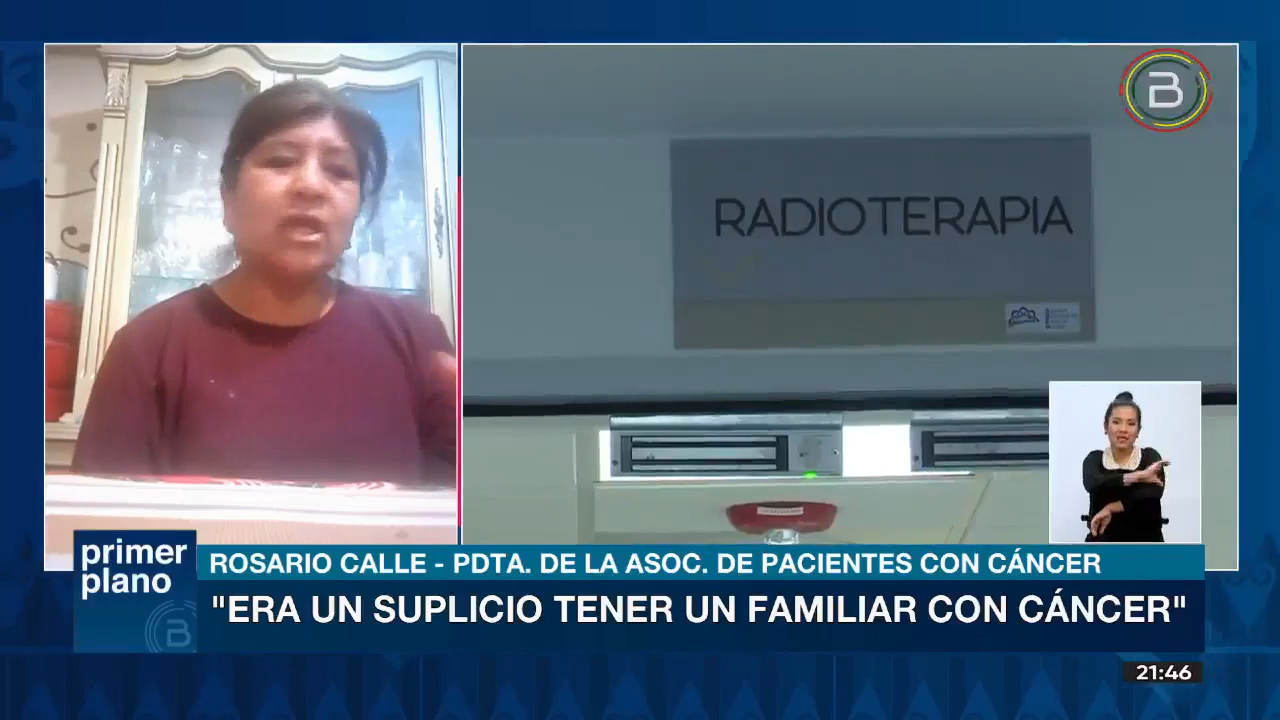 B
RADIOTERAPIA
primer
plano
B
ROSARIO CALLE - PDTA. DE LA ASOC. DE PACIENTES CON CÁNCER
"ERA UN SUPLICIO TENER UN FAMILIAR CON CÁNCER"
21:46